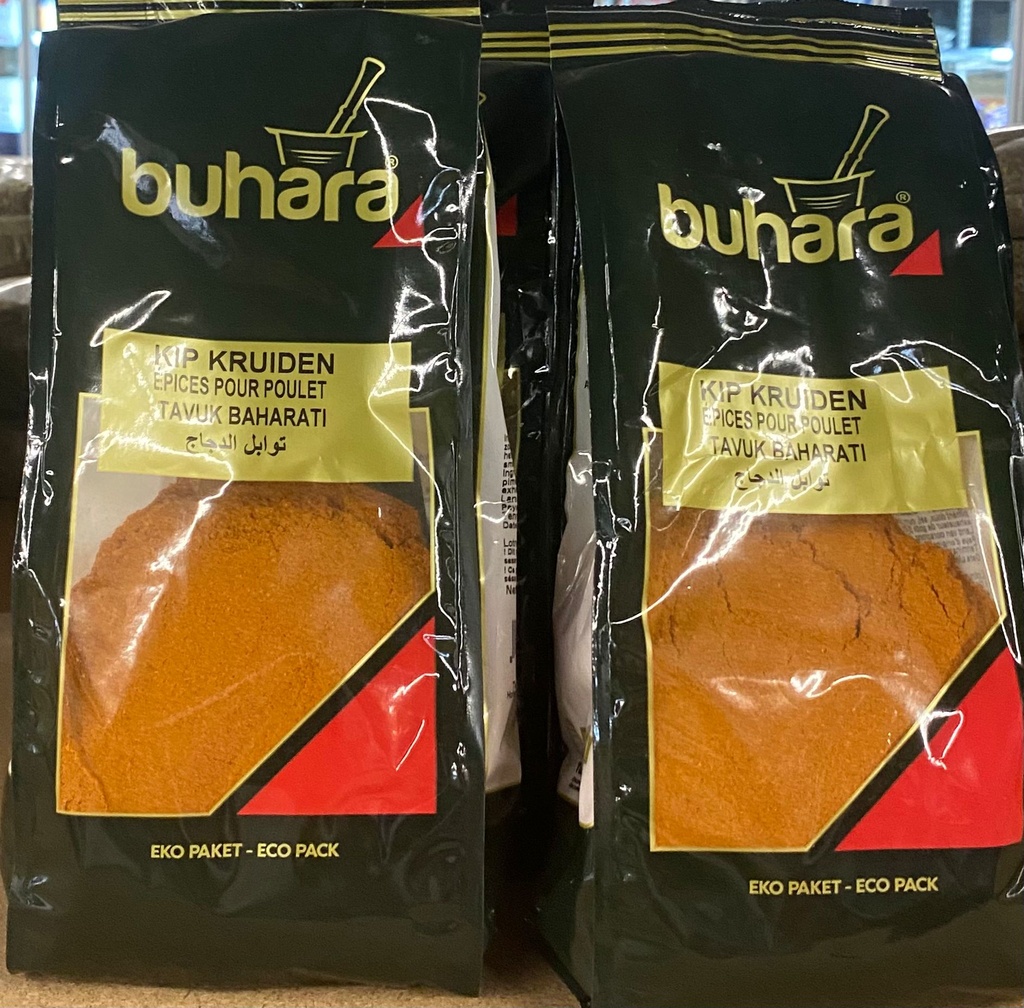 buhara®
KIP KRUIDEN
EPICES POUR POULET
TAVUK BAHARATI
توابل الدجاج
EKO PAKET - ECO PACK
buhara®
KIP KRUIDEN
EPICES POUR POULET
TAVUK BAHARATI
توابل الدجاج
EKO PAKET - ECO PACK